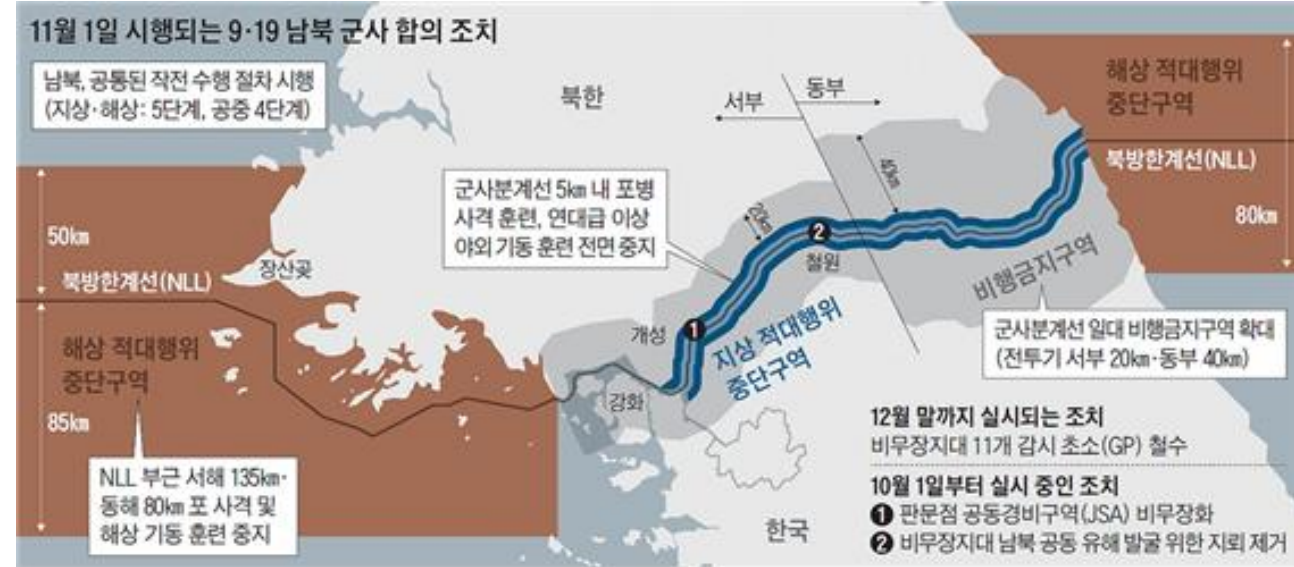 11월 1일 시행되는 9·19 남북 군사 합의 조치
남북, 공통된 작전 수행 절차 시행
(지상·해상: 5단계, 공중 4단계)
북한
서부
동부
해상 적대행위
중단구역
북방한계선(NLL)
80㎞
40㎞
군사분계선 5㎞ 내 포병
사격 훈련, 연대급 이상
야외 기동 훈련 전면 중지
20㎞
2
철원
비행금지구역
50㎞
장산곶
북방한계선(NLL)
개성
1
지상 적대행위
중단구역
군사분계선 일대 비행금지구역 확대
(전투기 서부 20㎞·동부 40㎞)
해상 적대행위
중단구역
강화
85㎞
NLL 부근 서해 135㎞·
동해 80㎞ 포 사격 및
해상 기동 훈련 중지
한국
12월 말까지 실시되는 조치
비무장지대 11개 감시 초소(GP) 철수
10월 1일부터 실시 중인 조치
❶ 판문점 공동경비구역(JSA) 비무장화
❷ 비무장지대 남북 공동 유해 발굴 위한 지뢰 제거